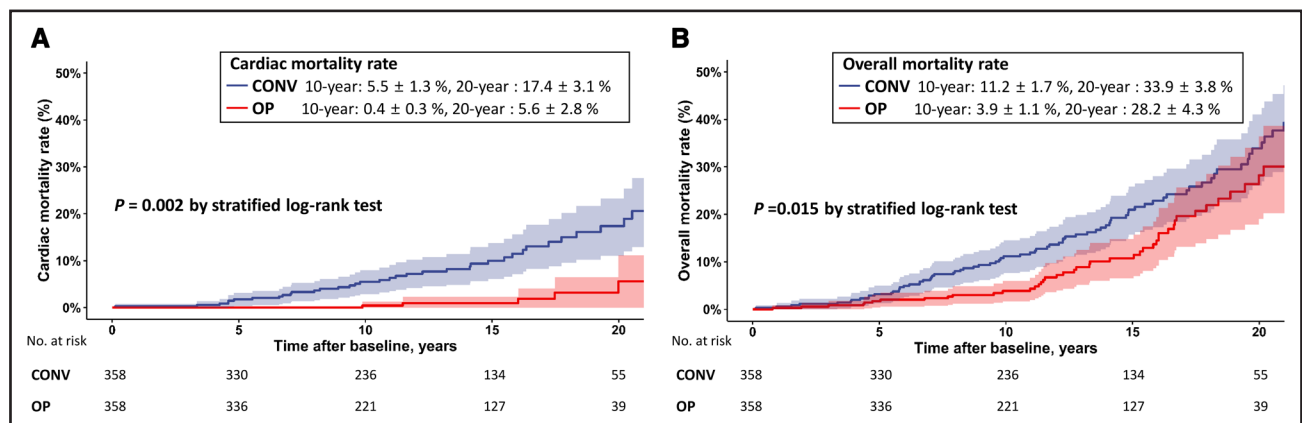 A
Cardiac mortality rate
CONV 10-year: 5.5 ± 1.3 %, 20-year : 17.4 ± 3.1 %
OP 10-year: 0.4 ± 0.3 %, 20-year : 5.6 ± 2.8 %
Cardiac mortality rate (%)
50%
40%
30%
20%
10%
0%
P = 0.002 by stratified log-rank test
0 5 10 15 20
No. at risk
Time after baseline, years
CONV 358 330 236 134 55
OP 358 336 221 127 39
B
Overall mortality rate
CONV 10-year: 11.2 ± 1.7 %, 20-year : 33.9 ± 3.8 %
OP 10-year: 3.9 ± 1.1 %, 20-year : 28.2 ± 4.3 %
Overall mortality rate (%)
50%
40%
30%
20%
10%
0%
P =0.015 by stratified log-rank test
0 5 10 15 20
No. at risk
Time after baseline, years
CONV 358 330 236 134 55
OP 358 336 221 127 39